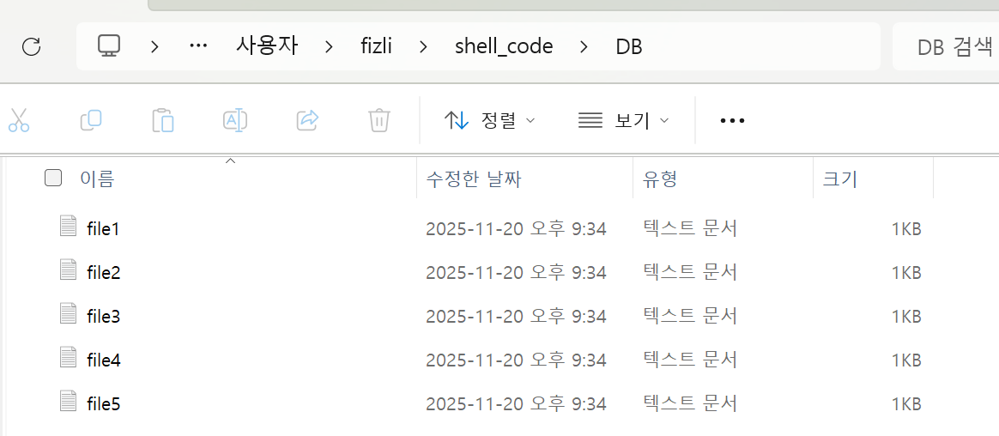 사용자 fizli shell_code DB DB 검색
정렬 보기
이름 수정한 날짜 유형 크기
file1 2025-11-20 오후 9:34 텍스트 문서 1KB
file2 2025-11-20 오후 9:34 텍스트 문서 1KB
file3 2025-11-20 오후 9:34 텍스트 문서 1KB
file4 2025-11-20 오후 9:34 텍스트 문서 1KB
file5 2025-11-20 오후 9:34 텍스트 문서 1KB